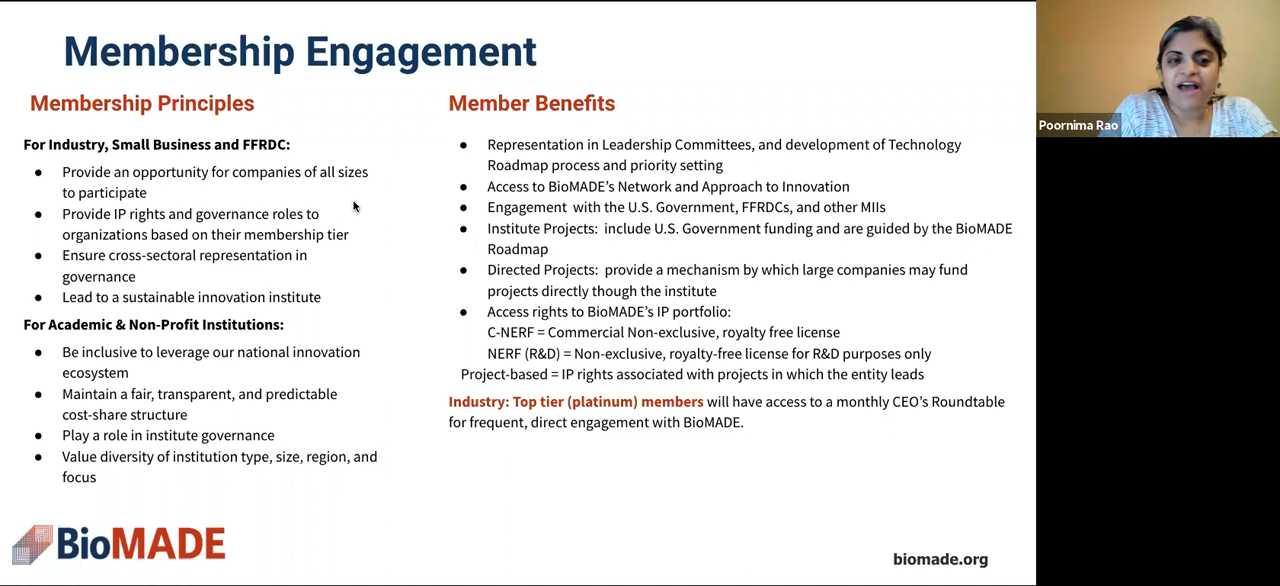 Membership Engagement
Membership Principles
For Industry, Small Business and FFRDC:
● Provide an opportunity for companies of all sizes
to participate
● Provide IP rights and governance roles to
organizations based on their membership tier
● Ensure cross-sectoral representation in
governance
● Lead to a sustainable innovation institute
For Academic & Non-Profit Institutions:
● Be inclusive to leverage our national innovation
ecosystem
● Maintain a fair, transparent, and predictable
cost-share structure
● Play a role in institute governance
● Value diversity of institution type, size, region, and
focus
Member Benefits
● Representation in Leadership Committees, and development of Technology
Roadmap process and priority setting
● Access to BioMADE's Network and Approach to Innovation
● Engagement with the U.S. Government, FFRDCs, and other MIIs
● Institute Projects: include U.S. Government funding and are guided by the BioMADE
Roadmap
● Directed Projects: provide a mechanism by which large companies may fund
projects directly though the institute
● Access rights to BioMADE's IP portfolio:
C-NERF = Commercial Non-exclusive, royalty free license
NERF (R&D) = Non-exclusive, royalty-free license for R&D purposes only
Project-based = IP rights associated with projects in which the entity leads
Industry: Top tier (platinum) members will have access to a monthly CEO's Roundtable
for frequent, direct engagement with BioMADE.
BioMADE
biomade.org
Poornima Rao